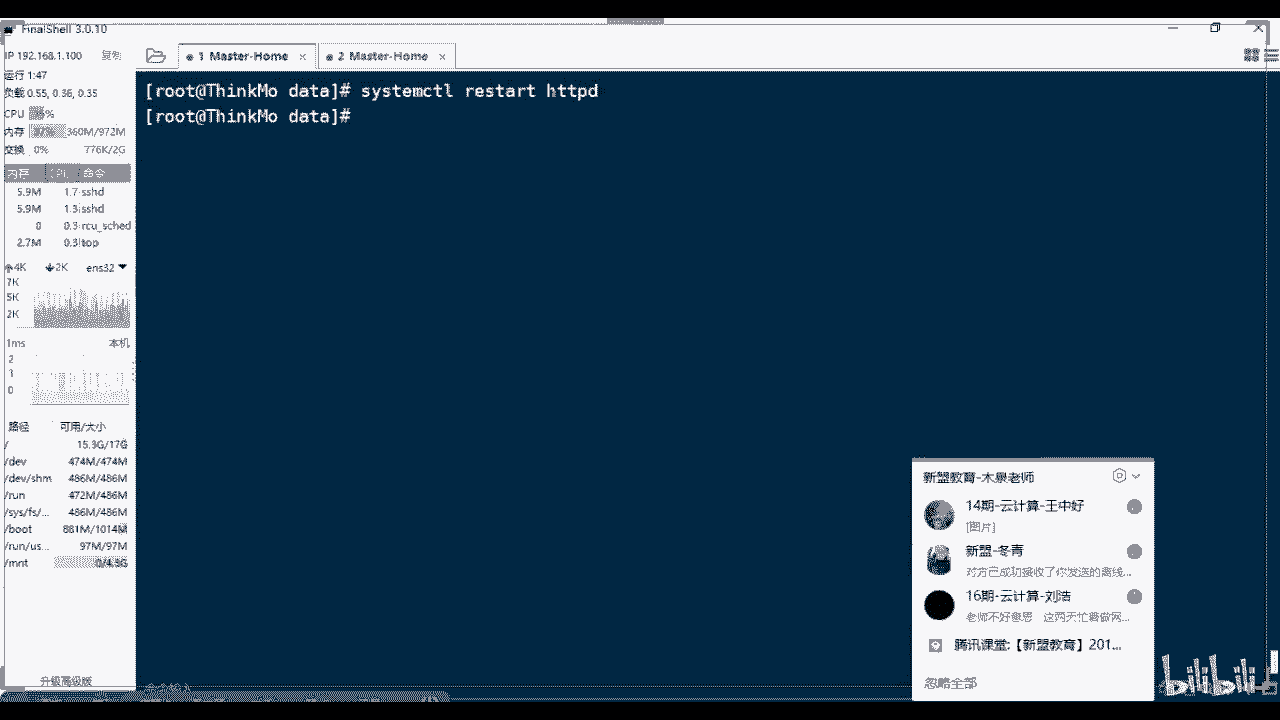 FinalShell 3.0.10
IP 192.168.1.100 复制
运行 1:47
负载 0.55, 0.36, 0.35
CPU
内存 360M/972M
交换 0% 776K/2G
内存 CPU 命令
5.9M 1.7 sshd
5.9M 1.3 sshd
0 0.3 rcu_sched
2.7M 0.3 top
4K 2K ens32
7K
5K
2K
1ms 本机
2
1
0
路径 可用/大小
/ 15.3G/17G
/dev 474M/474M
/dev/shm 486M/486M
/run 472M/486M
/sys/fs/... 486M/486M
/boot 881M/1014M
/run/us... 97M/97M
/mnt 0/4.3G
升级高级版
1 Master-Home ×
2 Master-Home ×
[root@ThinkMo data]# systemctl restart httpd
[root@ThinkMo data]#
新盟教育-木泉老师
14期-云计算-王中好
[图片]
新盟-冬青
对方已成功接收了你发送的离线...
16期-云计算-刘洁
老师不好意思 这两天忙着做网...
腾讯课堂:【新盟教育】201...
忽略全部
bilibili